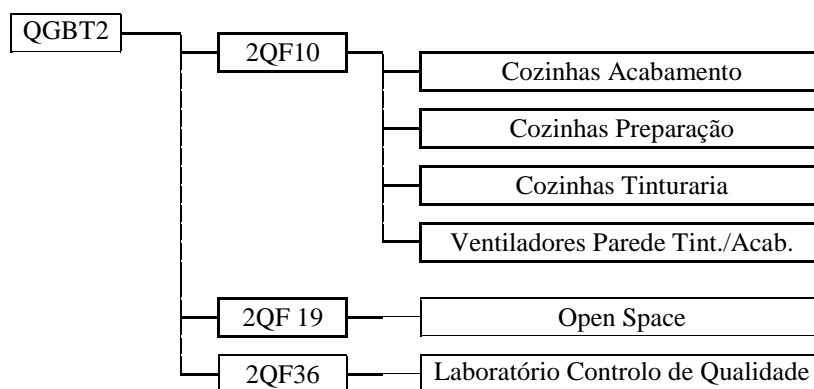 QGBT2
2QF10
Cozinhas Acabamento
Cozinhas Preparação
Cozinhas Tinturaria
Ventiladores Parede Tint./Acab.
2QF 19
Open Space
2QF36
Laboratório Controlo de Qualidade